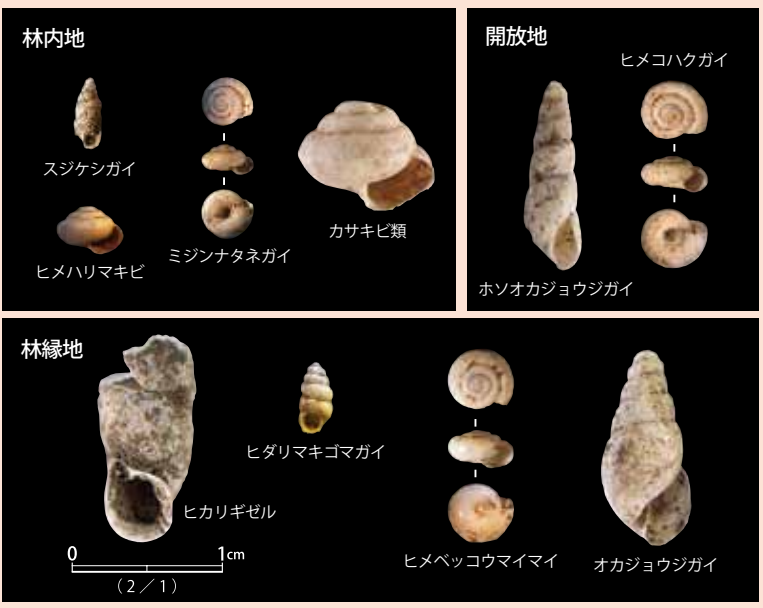 林内地
スジケシガイ
ヒメハリマキビ
ミジンナタネガイ
カサキビ類
開放地
ヒメコハクガイ
ホソオカジョウジガイ
林縁地
ヒカリギゼル
ヒダリマキゴマガイ
ヒメベッコウマイマイ
オカジョウジガイ
0 1cm
（2／1）